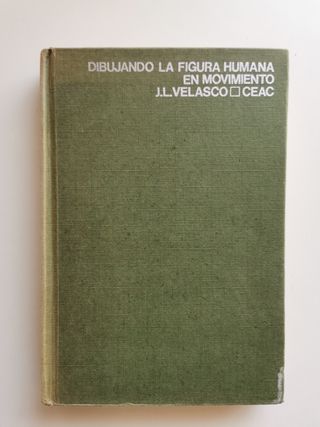 DIBUJANDO LA FIGURA HUMANA
EN MOVIMIENTO
J.L.VELASCO□CEAC